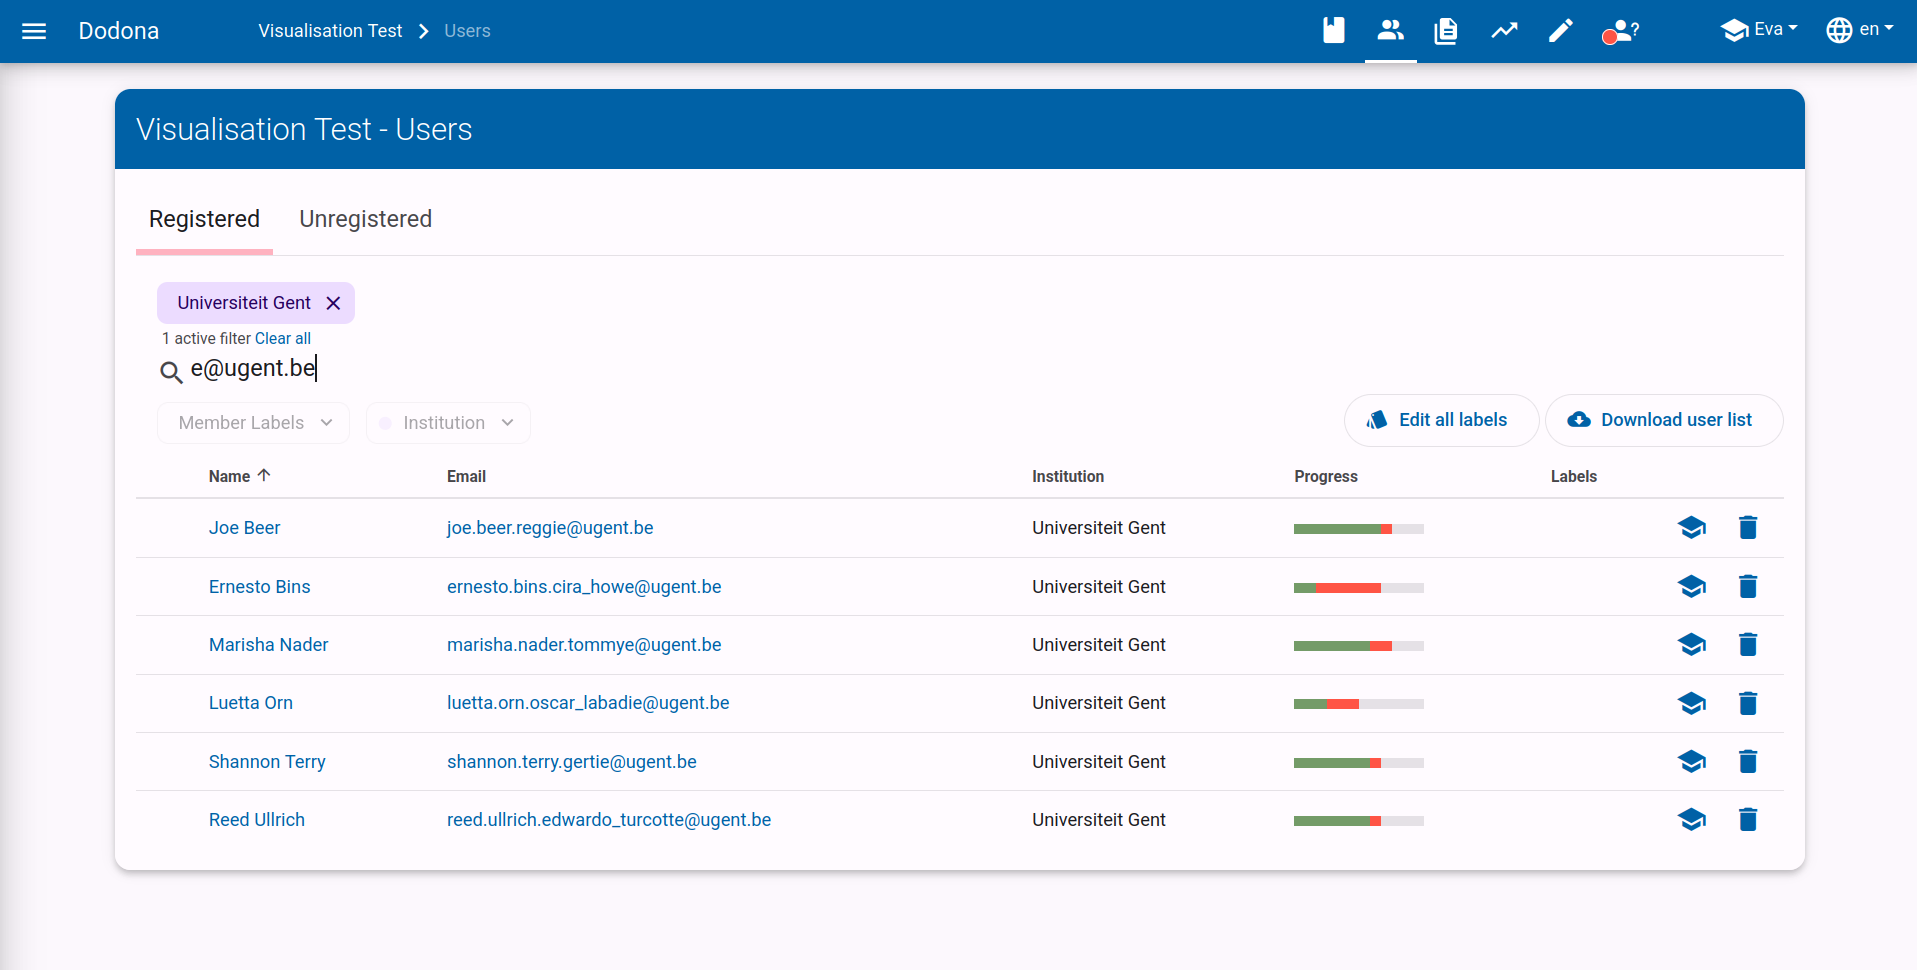 Dodona Visualisation Test Users ? Eva en
Visualisation Test - Users
Registered Unregistered
Universiteit Gent
1 active filter Clear all
e@ugent.be
Member Labels Institution Edit all labels Download user list
Name Email Institution Progress Labels
Joe Beer joe.beer.reggie@ugent.be Universiteit Gent
Ernesto Bins ernesto.bins.cira_howe@ugent.be Universiteit Gent
Marisha Nader marisha.nader.tommye@ugent.be Universiteit Gent
Luetta Orn luetta.orn.oscar_labadie@ugent.be Universiteit Gent
Shannon Terry shannon.terry.gertie@ugent.be Universiteit Gent
Reed Ullrich reed.ullrich.edwardo_turcotte@ugent.be Universiteit Gent